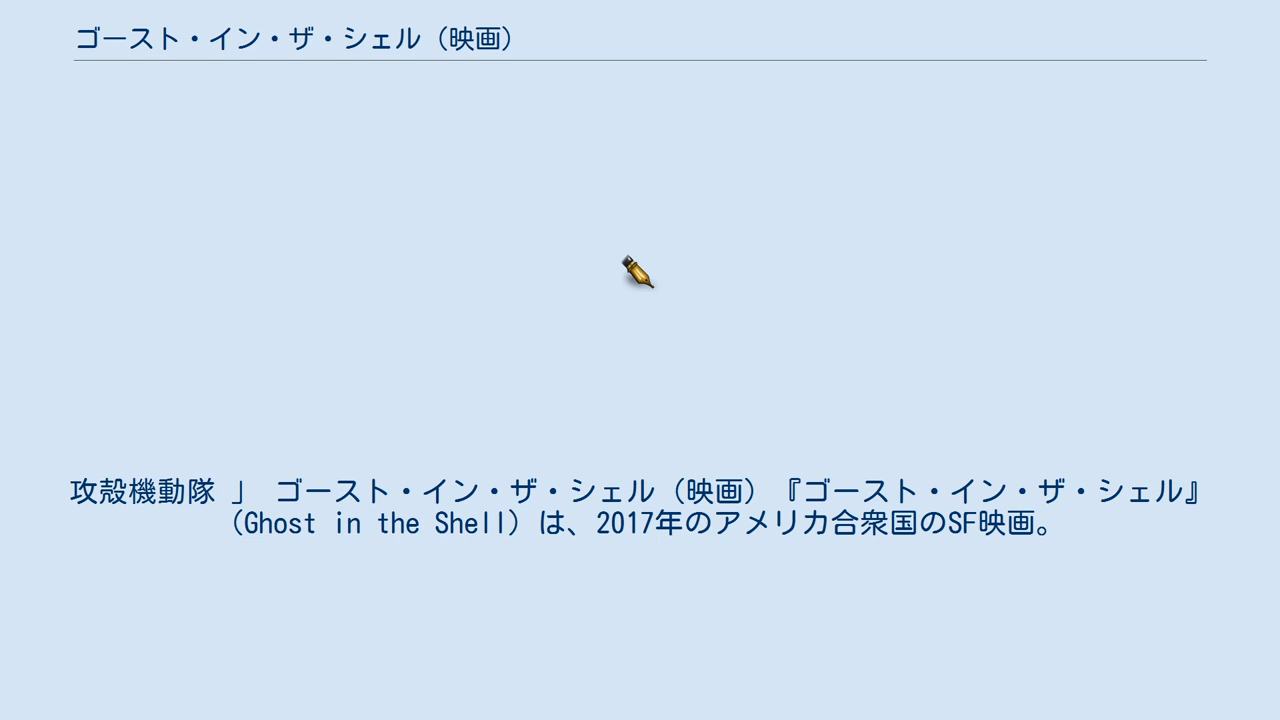 ゴースト・イン・ザ・シェル（映画）
攻殻機動隊 」 ゴースト・イン・ザ・シェル（映画）『ゴースト・イン・ザ・シェル』
（Ghost in the Shell）は、2017年のアメリカ合衆国のSF映画。